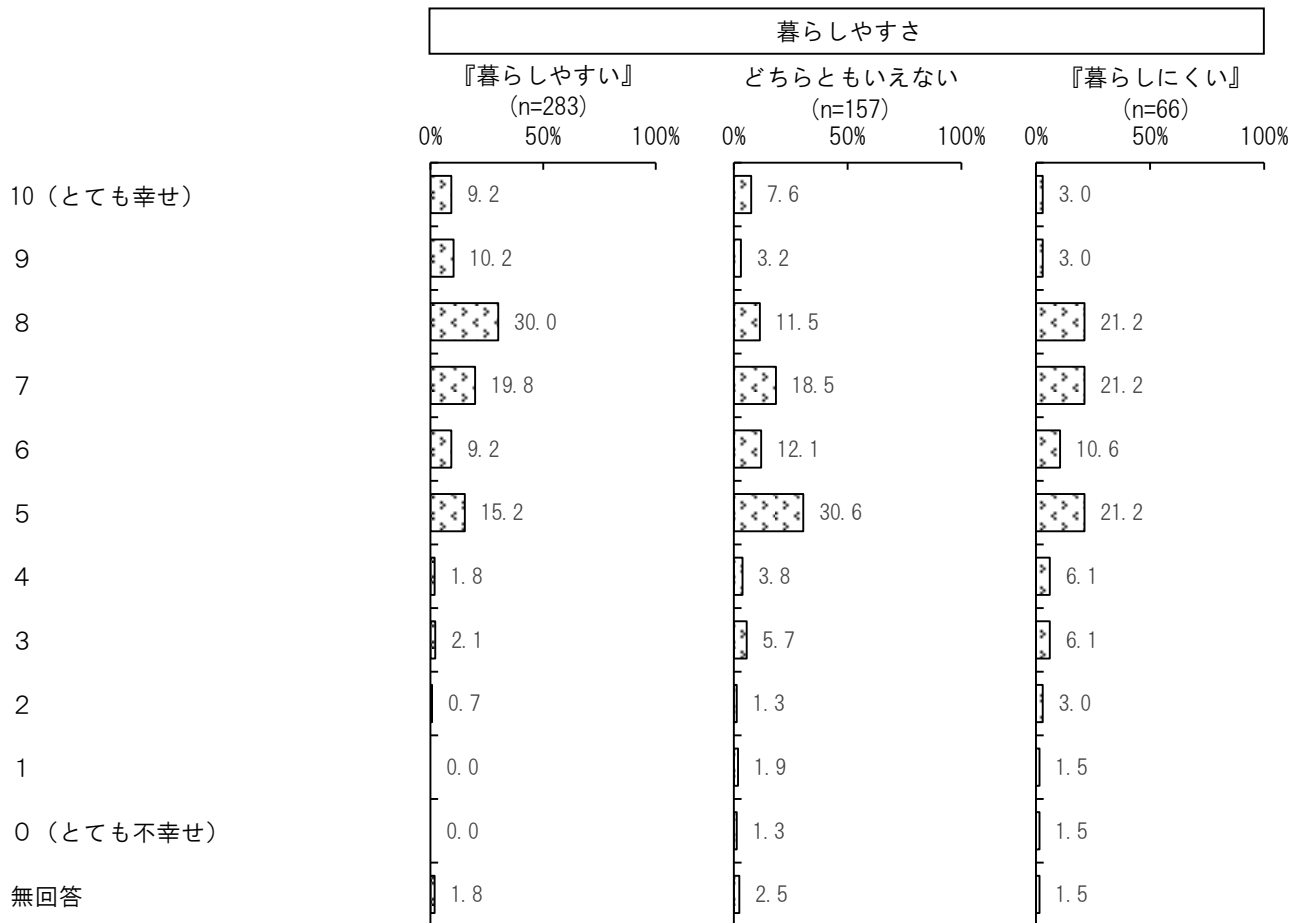 暮らしやすさ
『暮らしやすい』 どちらともいえない 『暮らしにくい』
(n=283) (n=157) (n=66)
0% 50% 100% 0% 50% 100% 0% 50% 100%
10（とても幸せ） 9.2 7.6 3.0
9 10.2 3.2 3.0
8 30.0 11.5 21.2
7 19.8 18.5 21.2
6 9.2 12.1 10.6
5 15.2 30.6 21.2
4 1.8 3.8 6.1
3 2.1 5.7 6.1
2 0.7 1.3 3.0
1 0.0 1.9 1.5
0（とても不幸せ） 0.0 1.3 1.5
無回答 1.8 2.5 1.5